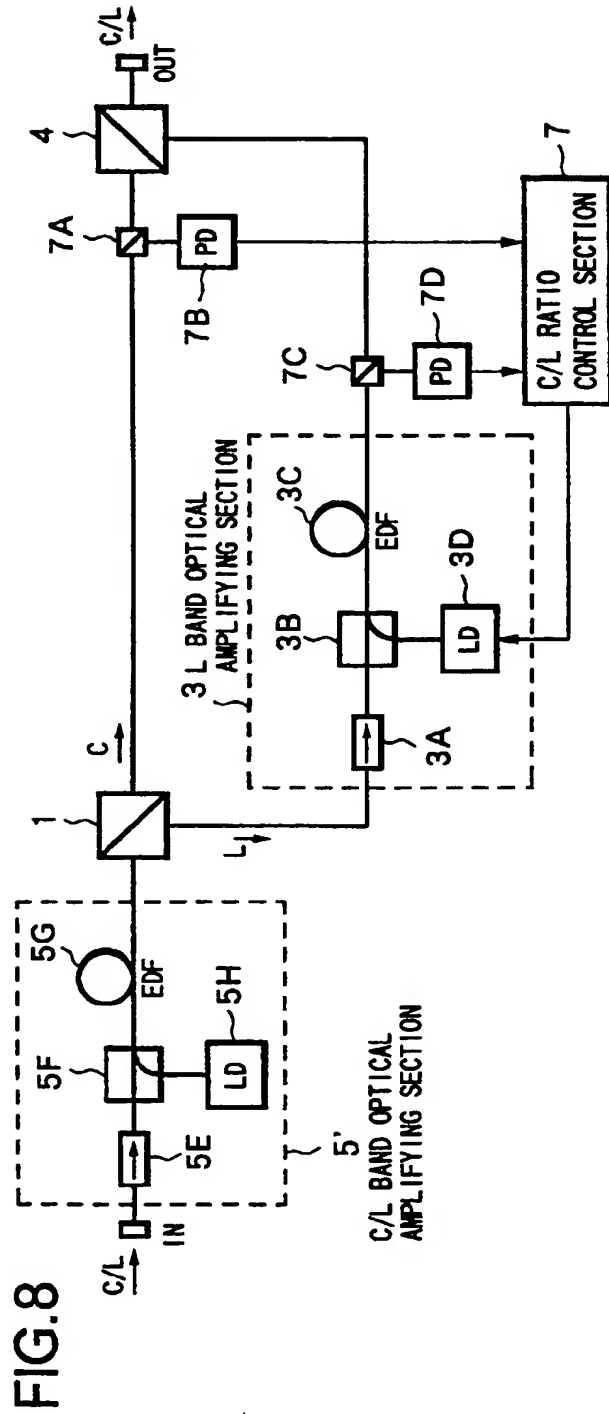 FIG.8
C/L
IN
5E
5F
5G
EDF
LD
5H
5'
C/L BAND OPTICAL
AMPLIFYING SECTION
1
C
L
3 L BAND OPTICAL
AMPLIFYING SECTION
3A
3B
3C
EDF
LD
3D
7A
PD
7B
7C
PD
7D
4
OUT
C/L
7
C/L RATIO
CONTROL SECTION